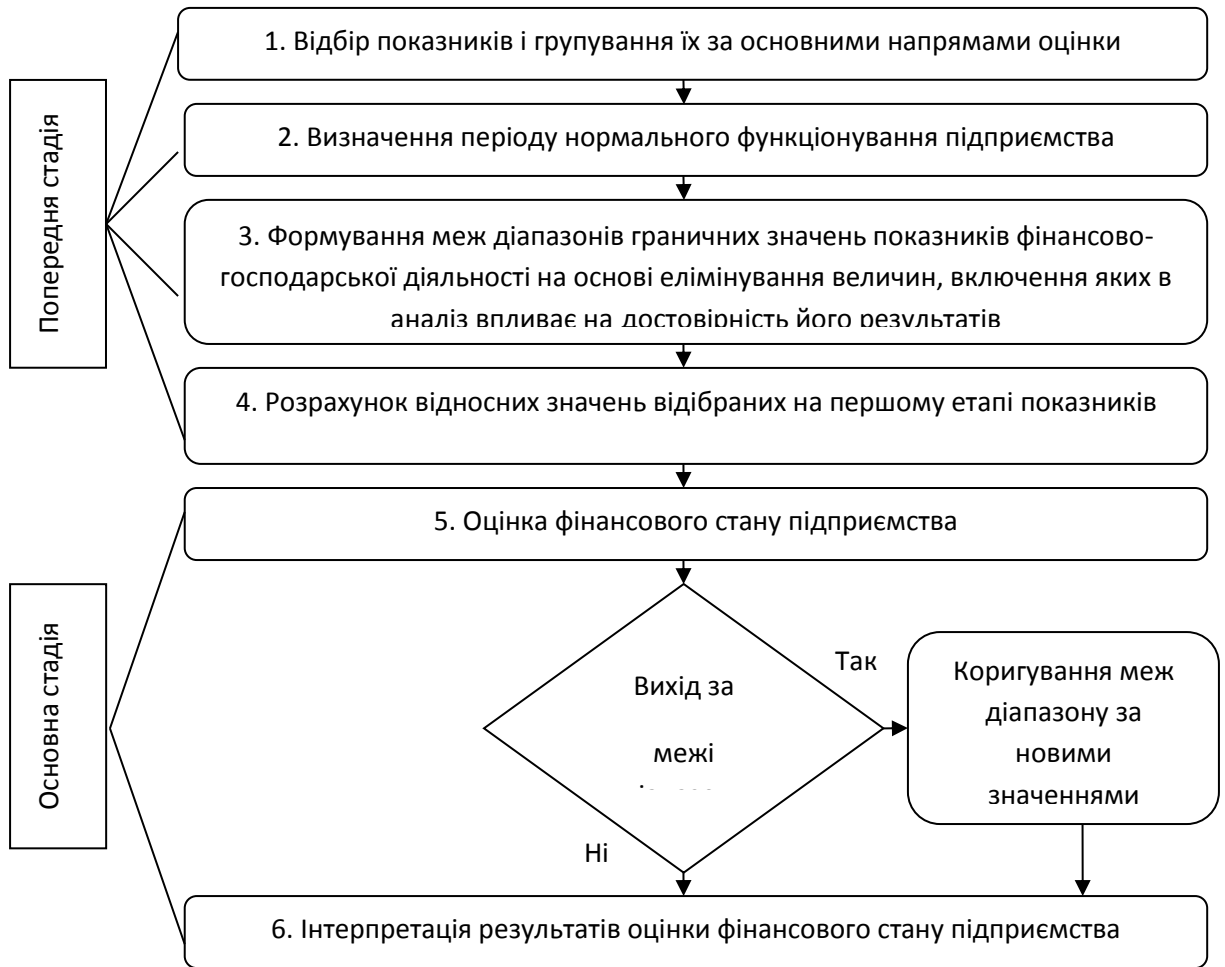 Попередня стадія
1. Відбір показників і групування їх за основними напрямами оцінки
2. Визначення періоду нормального функціонування підприємства
3. Формування меж діапазонів граничних значень показників фінансово-
господарської діяльності на основі елімінування величин, включення яких в
аналіз впливає на достовірність його результатів
4. Розрахунок відносних значень відібраних на першому етапі показників
Основна стадія
5. Оцінка фінансового стану підприємства
Вихід за
межі
Так
Коригування меж
діапазону за
новими
значеннями
Ні
6. Інтерпретація результатів оцінки фінансового стану підприємства